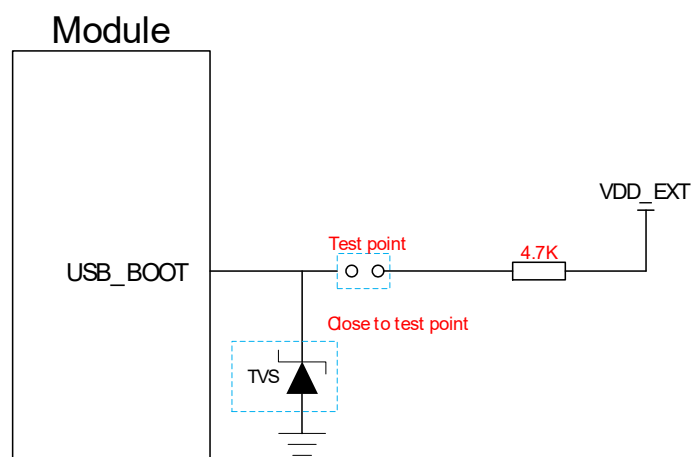 Module
VDD_EXT
Test point
4.7K
USB_BOOT
Close to test point
TVS